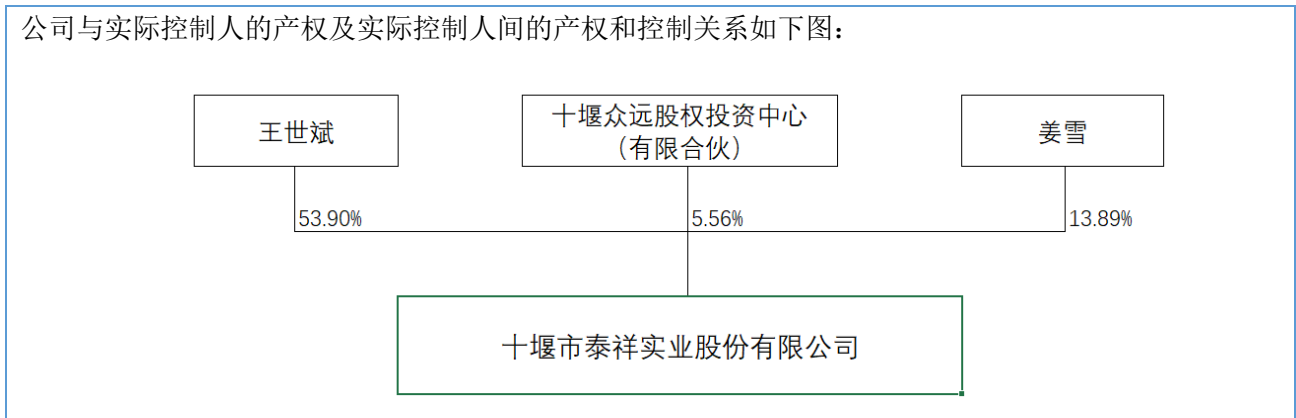 公司与实际控制人的产权及实际控制人间的产权和控制关系如下图：
王世斌
十堰众远股权投资中心
（有限合伙）
姜雪
53.90%
5.56%
13.89%
十堰市泰祥实业股份有限公司